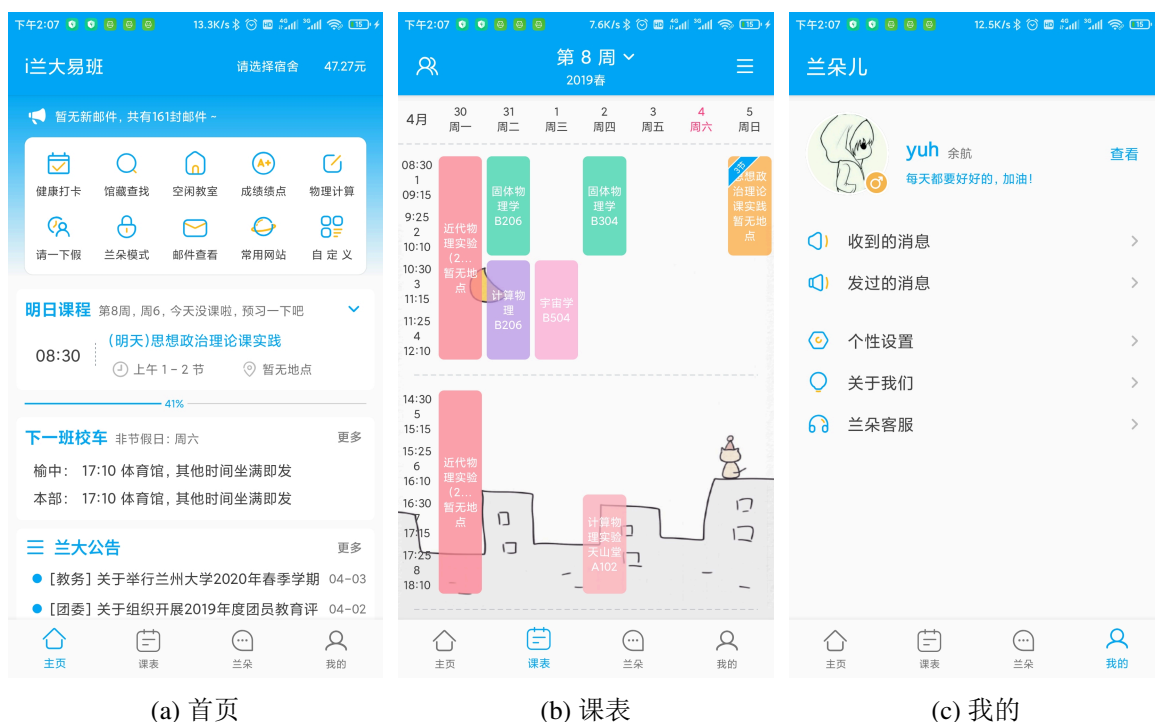 下午2:07 13.3K/s HD 4G 3G 15
i兰大易班 请选择宿舍 47.27元
暂无新邮件, 共有161封邮件 ~
健康打卡 馆藏查找 空闲教室 成绩绩点 物理计算
请一下假 兰朵模式 邮件查看 常用网站 自 定 义
明日课程 第8周, 周6, 今天没课啦, 预习一下吧
08:30
(明天)思想政治理论课实践
上午 1 - 2 节 暂无地点
41%
下一班校车 非节假日: 周六 更多
榆中: 17:10 体育馆, 其他时间坐满即发
本部: 17:10 体育馆, 其他时间坐满即发
兰大公告 更多
[教务] 关于举行兰州大学2020年春季学期 04-03
[团委] 关于组织开展2019年度团员教育评 04-02
主页 课表 兰朵 我的
(a) 首页
下午2:07 7.6K/s HD 4G 3G 15
第 8 周
2019春
4月
30 31 1 2 3 4 5
周一 周二 周三 周四 周五 周六 周日
08:30
1
09:15
9:25
2
10:10
10:30
3
11:15
11:25
4
12:10
14:30
5
15:15
15:25
6
16:10
16:30
7
17:15
17:25
8
18:10
近代物
理实验
(2...
暂无地
点
近代物
理实验
(2...
暂无地
点
固体物
理学
B206
计算物
理
B206
宇宙学
B504
固体物
理学
B304
计算物
理实验
天山堂
A102
3节
思想政
治理论
课实践
暂无地
点
主页 课表 兰朵 我的
(b) 课表
下午2:07 12.5K/s HD 4G 3G 15
兰朵儿
yuh 余航 查看
每天都要好好的, 加油!
收到的消息
发过的消息
个性设置
关于我们
兰朵客服
主页 课表 兰朵 我的
(c) 我的